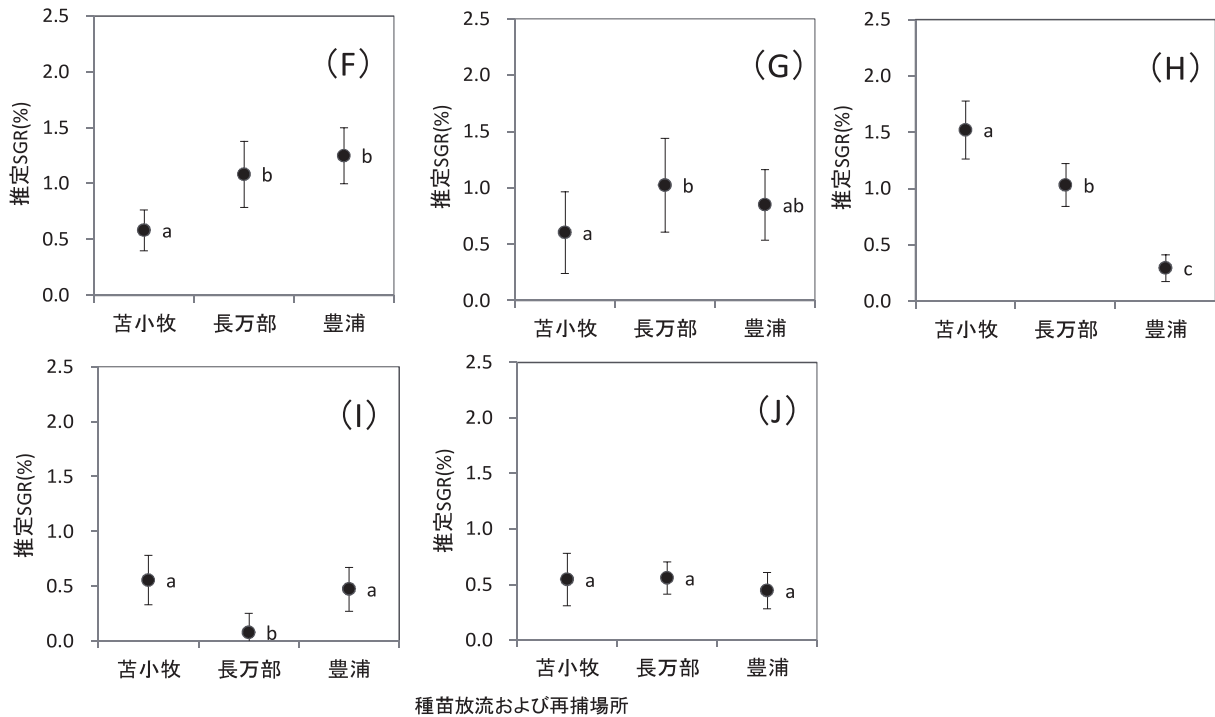 (F)
推定SGR(%)
2.5
2.0
1.5
1.0
0.5
0.0
a
b
b
苫小牧 長万部 豊浦
(G)
推定SGR(%)
2.5
2.0
1.5
1.0
0.5
0.0
a
b
ab
苫小牧 長万部 豊浦
(H)
推定SGR(%)
2.5
2.0
1.5
1.0
0.5
0.0
a
b
c
苫小牧 長万部 豊浦
(I)
推定SGR(%)
2.5
2.0
1.5
1.0
0.5
0.0
a
b
a
苫小牧 長万部 豊浦
(J)
推定SGR(%)
2.5
2.0
1.5
1.0
0.5
0.0
a
a
a
苫小牧 長万部 豊浦
種苗放流および再捕場所